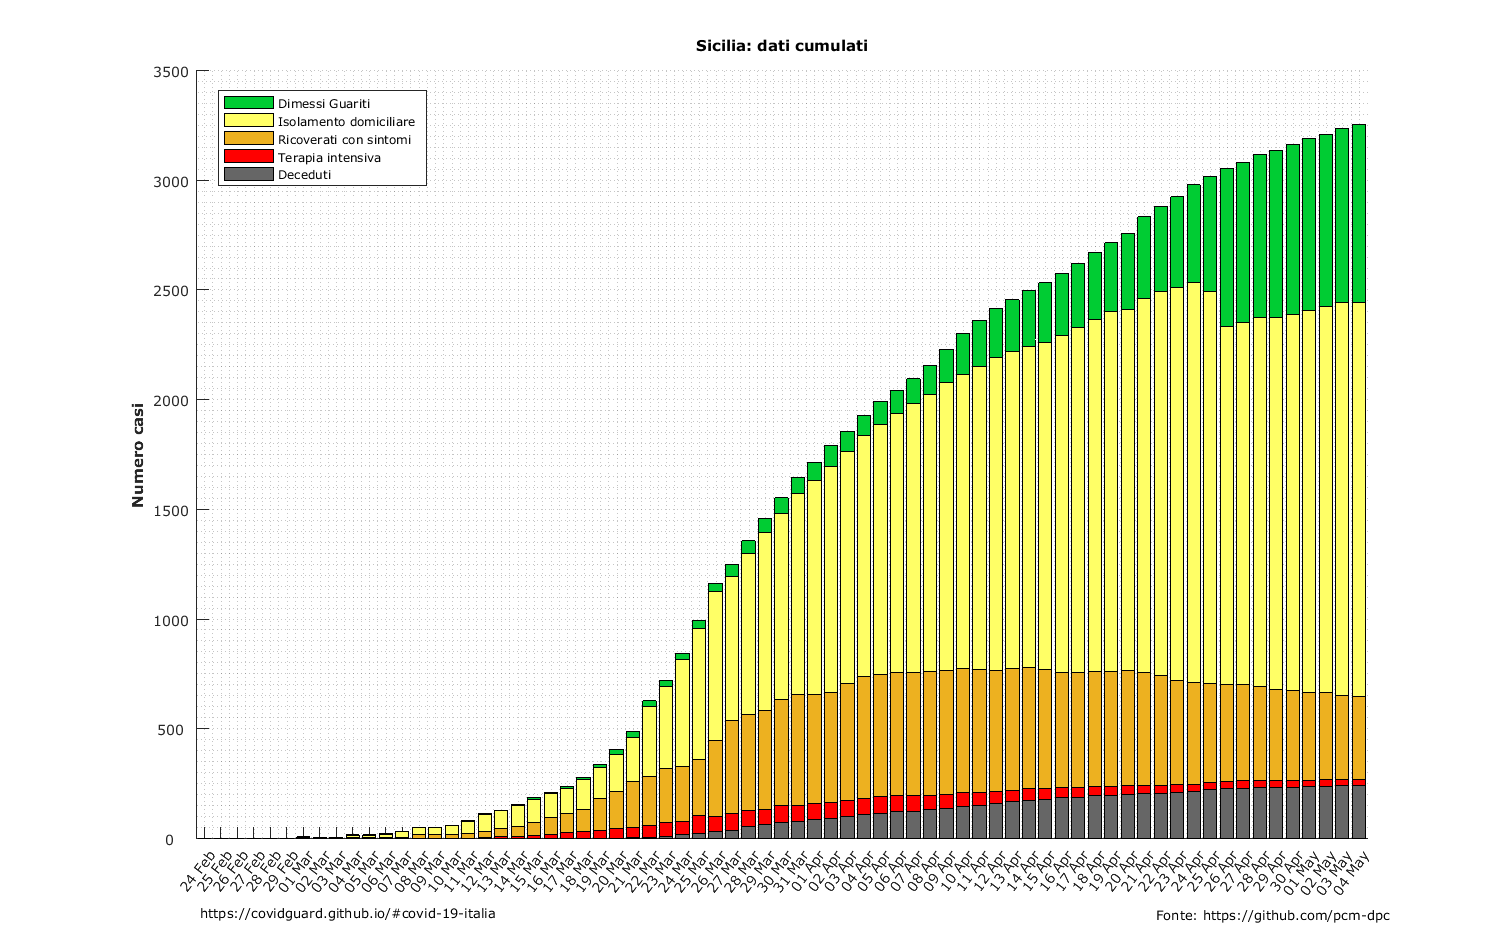 Sicilia: dati cumulati
3500
3000
2500
2000
1500
1000
500
0
Numero casi
Dimessi Guariti
Isolamento domiciliare
Ricoverati con sintomi
Terapia intensiva
Deceduti
24 Feb
25 Feb
26 Feb
27 Feb
28 Feb
29 Feb
01 Mar
02 Mar
03 Mar
04 Mar
05 Mar
06 Mar
07 Mar
08 Mar
09 Mar
10 Mar
11 Mar
12 Mar
13 Mar
14 Mar
15 Mar
16 Mar
17 Mar
18 Mar
19 Mar
20 Mar
21 Mar
22 Mar
23 Mar
24 Mar
25 Mar
26 Mar
27 Mar
28 Mar
29 Mar
30 Mar
31 Mar
01 Apr
02 Apr
03 Apr
04 Apr
05 Apr
06 Apr
07 Apr
08 Apr
09 Apr
10 Apr
11 Apr
12 Apr
13 Apr
14 Apr
15 Apr
16 Apr
17 Apr
18 Apr
19 Apr
20 Apr
21 Apr
22 Apr
23 Apr
24 Apr
25 Apr
26 Apr
27 Apr
28 Apr
29 Apr
30 Apr
01 May
02 May
03 May
04 May
https://covidguard.github.io/#covid-19-italia
Fonte: https://github.com/pcm-dpc